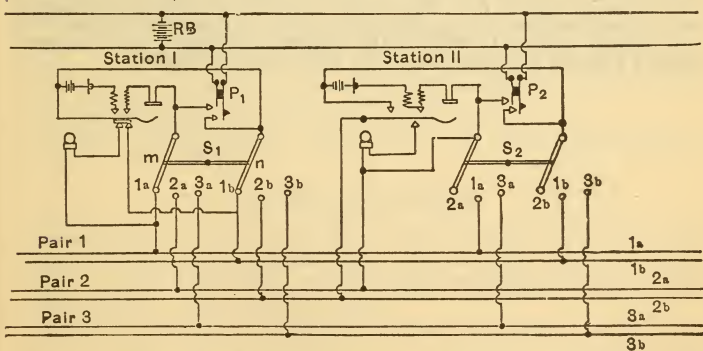 RB
Station I
Station II
P1
P2
m
S1
n
S2
1a 2a 3a 1b 2b 3b
2a 1a 3a 2b 1b 3b
Pair 1
1a
1b
Pair 2
2a
2b
Pair 3
3a
3b